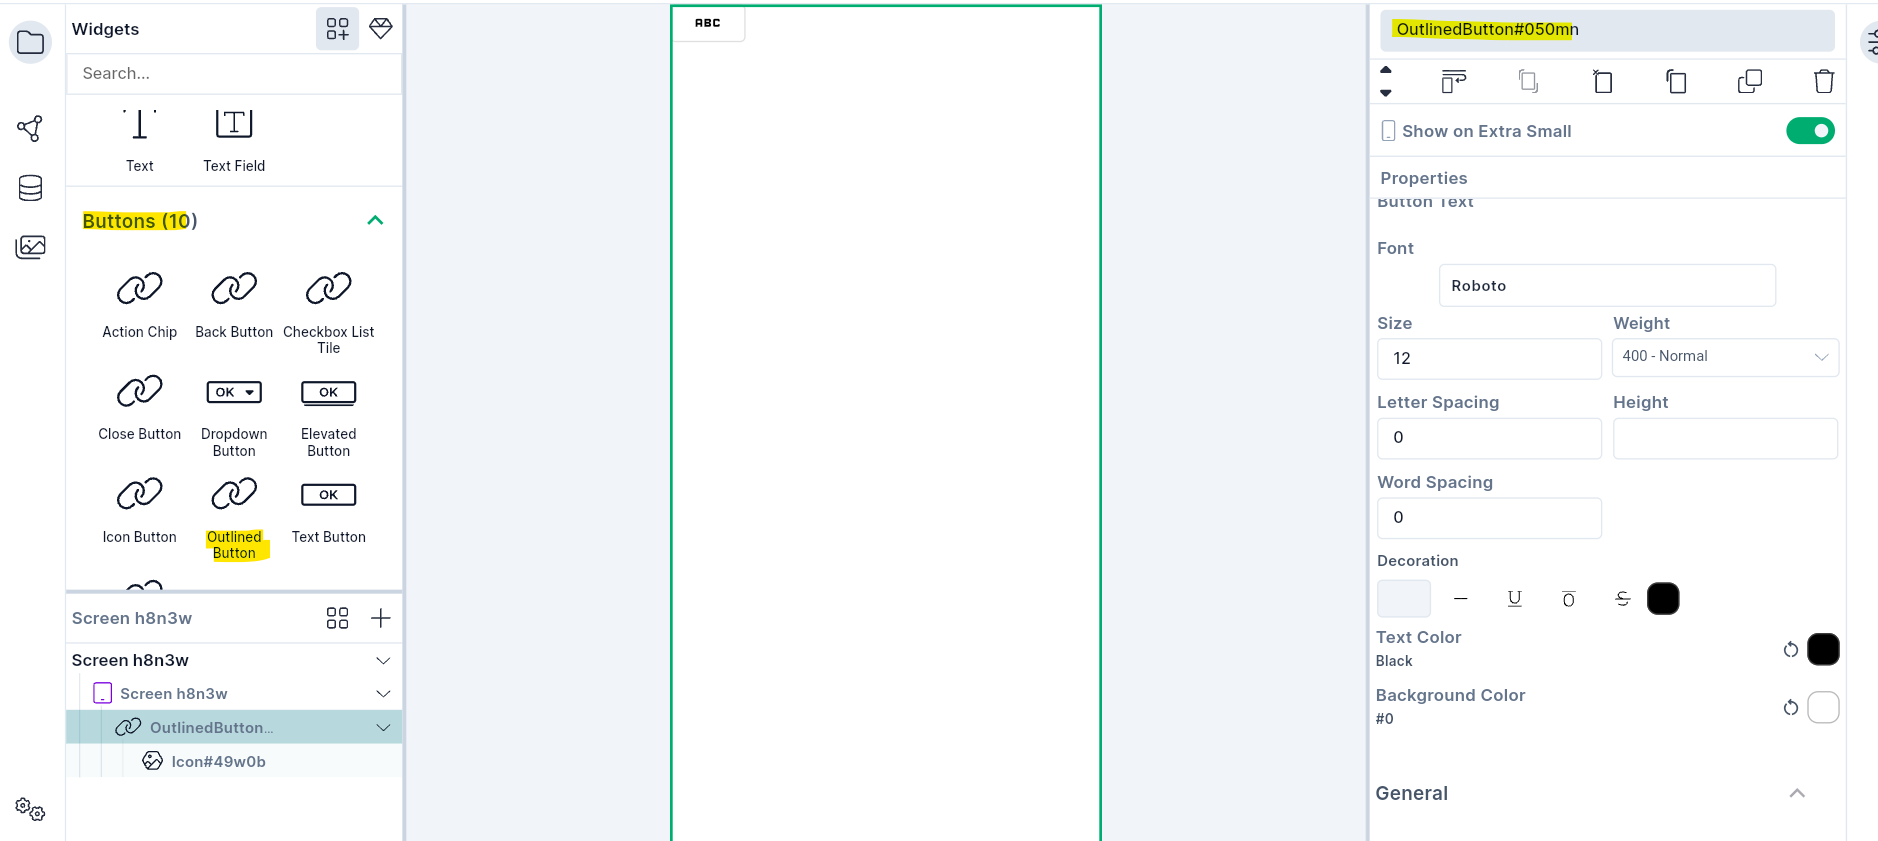 Widgets
Search...
Text
Text Field
Buttons (10)
Action Chip
Back Button
Checkbox List
Tile
Close Button
OK
Dropdown
Button
OK
Elevated
Button
Icon Button
Outlined
Button
OK
Text Button
Screen h8n3w
Screen h8n3w
Screen h8n3w
OutlinedButton...
Icon#49w0b
ABC
OutlinedButton#050mn
Show on Extra Small
Properties
Button Text
Font
Roboto
Size
Weight
12
400 - Normal
Letter Spacing
Height
0
Word Spacing
0
Decoration
Text Color
Black
Background Color
#0
General